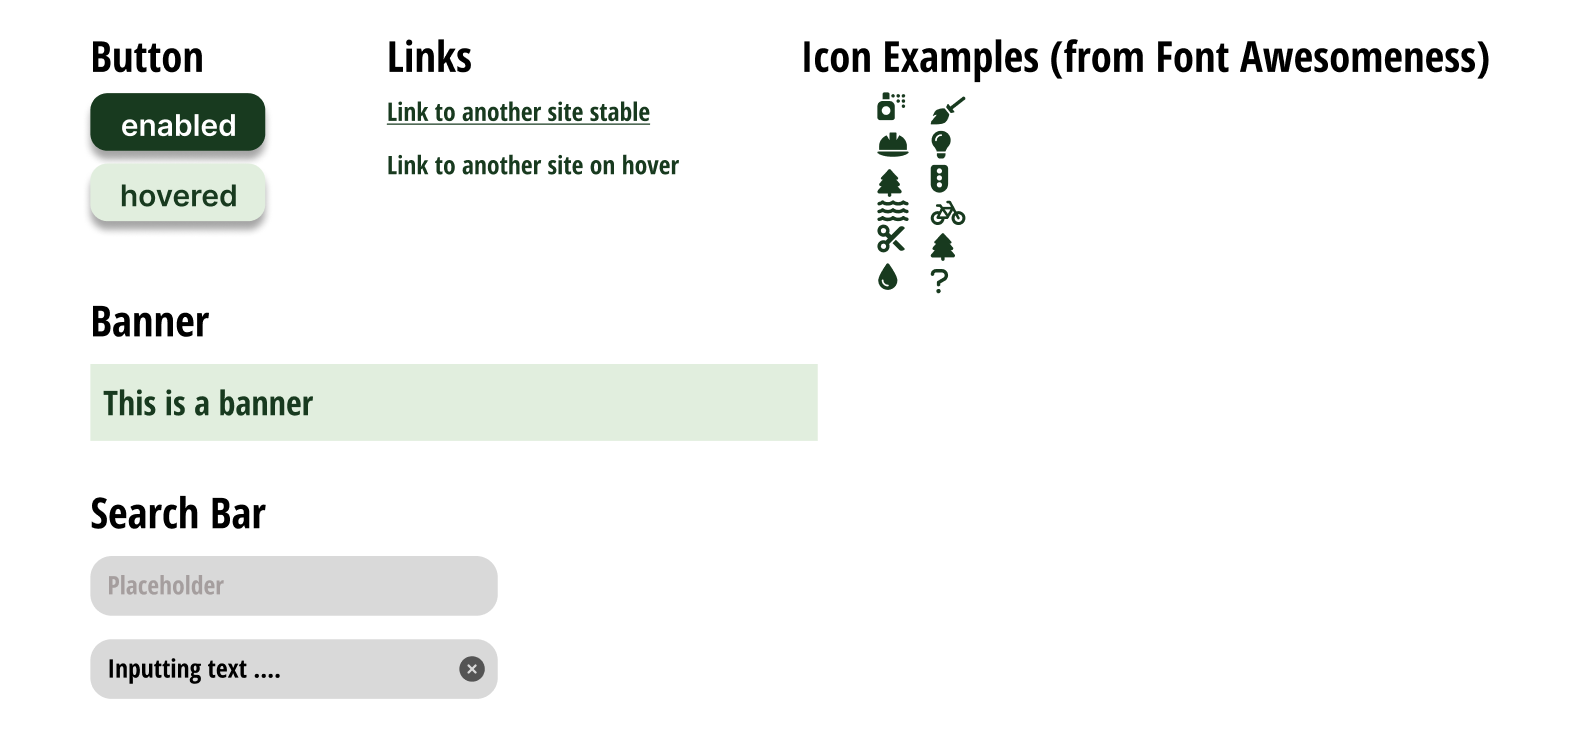 Button
enabled
hovered
Links
Link to another site stable
Link to another site on hover
Icon Examples (from Font Awesomeness)
?
Banner
This is a banner
Search Bar
Placeholder
Inputting text ....